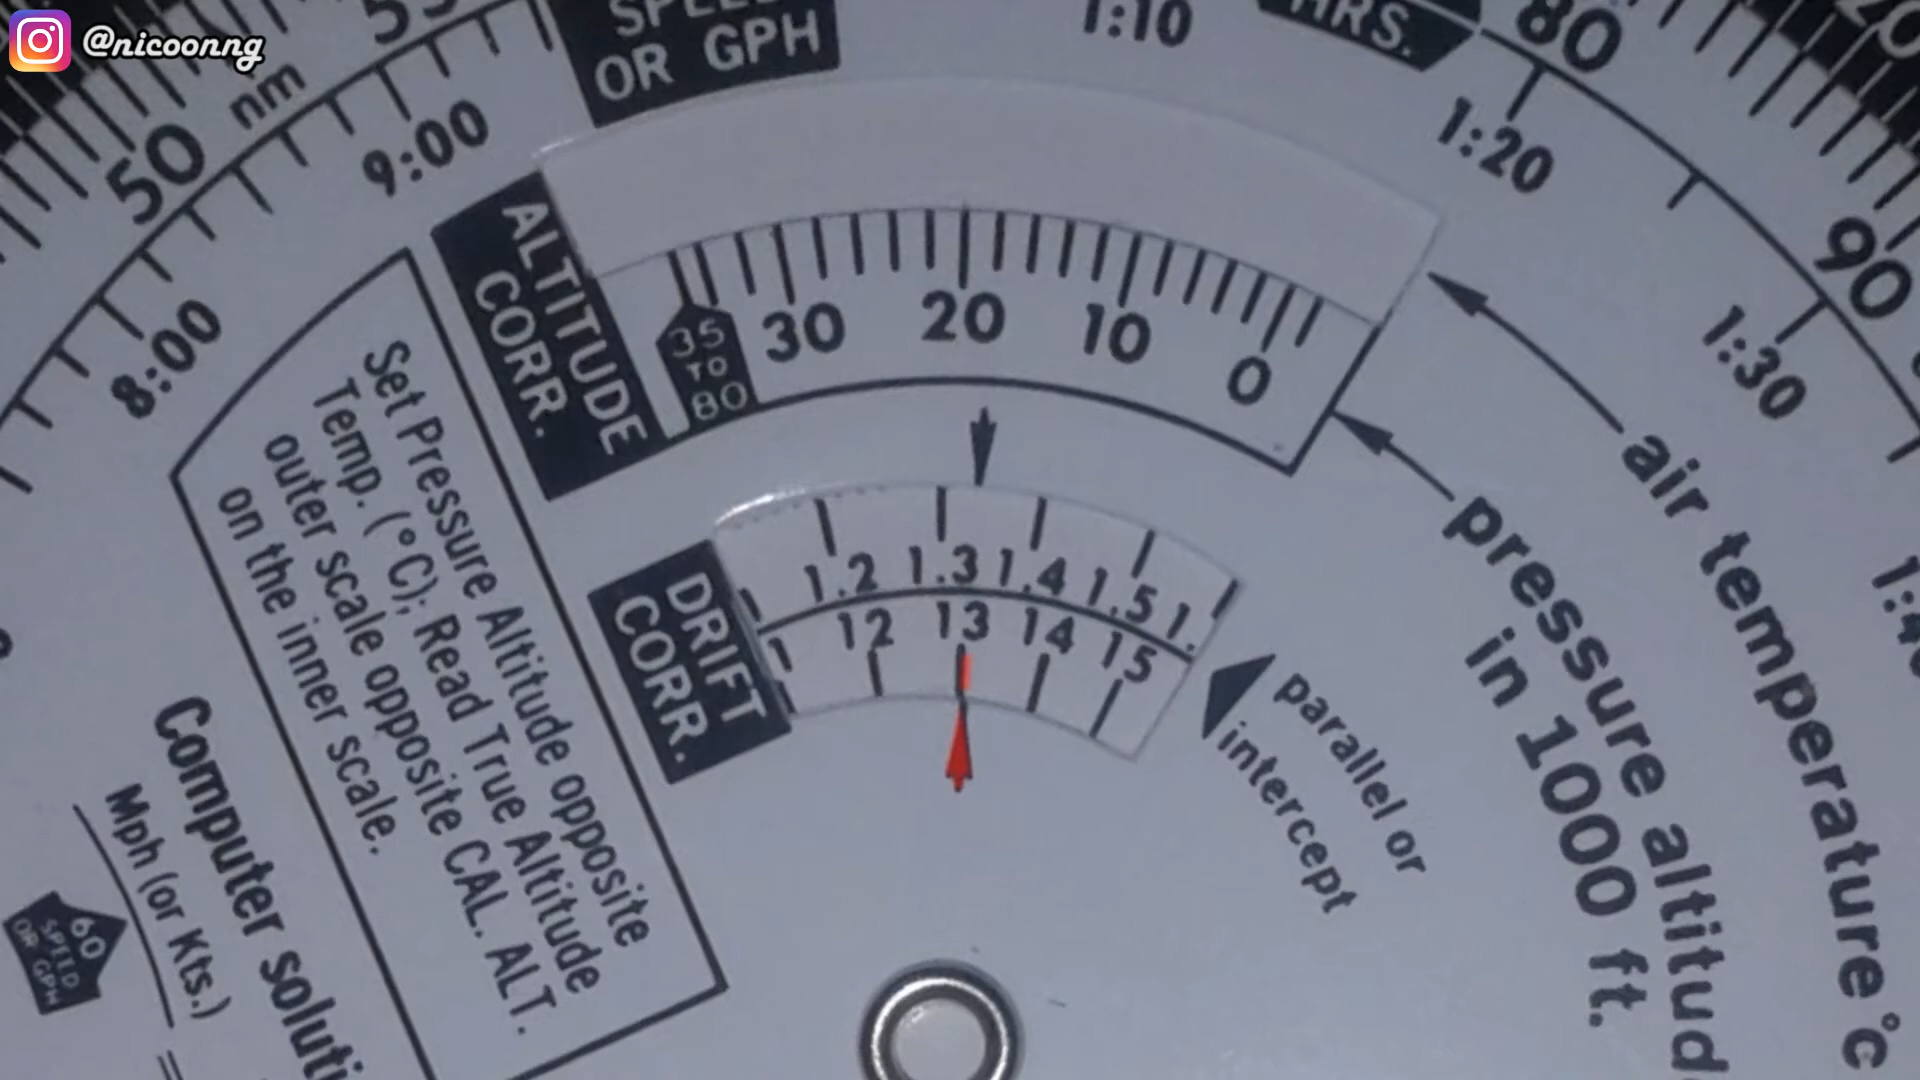 @nicoonng
OR GPH
1:10
HRS.
80
50
nm
9:00
1:20
90
8:00
1:30
ALTITUDE
CORR.
35
TO
80
30
20
10
0
air temperature °c
pressure altitud
in 1000 ft.
Set Pressure Altitude opposite
Temp. (°C); Read True Altitude
outer scale opposite CAL. ALT.
on the inner scale.
DRIFT
CORR.
1.2 1.3 1.4 1.5 1.
12 13 14 15
parallel or
intercept
Computer soluti
Mph (or Kts.)
60
SPEED
OR GPH